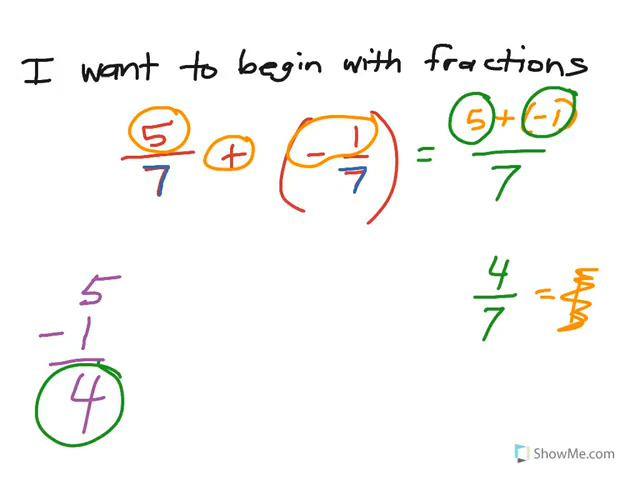 I want to begin with fractions
5/7 + (- 1/7) = 5 + (-1)/7
5
- 1
4
4/7 =
ShowMe.com